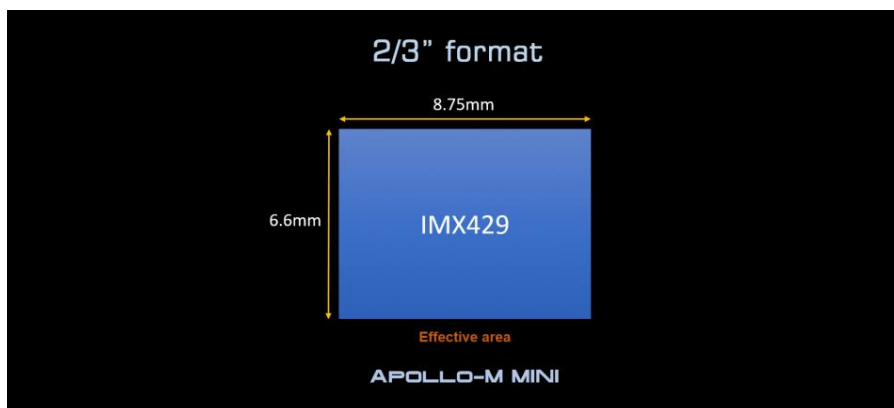 2/3” format
8.75mm
6.6mm
IMX429
Effective area
APOLLO-M MINI